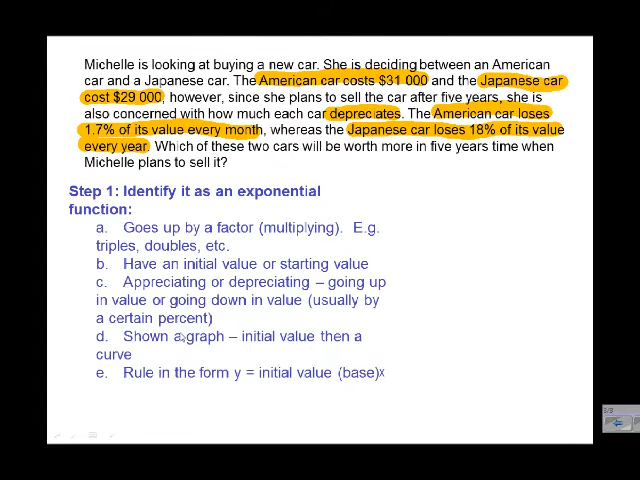 Michelle is looking at buying a new car. She is deciding between an American
car and a Japanese car. The American car costs $31 000 and the Japanese car
cost $29 000, however, since she plans to sell the car after five years, she is
also concerned with how much each car depreciates. The American car loses
1.7% of its value every month, whereas the Japanese car loses 18% of its value
every year. Which of these two cars will be worth more in five years time when
Michelle plans to sell it?
Step 1: Identify it as an exponential
function:
a. Goes up by a factor (multiplying). E.g.
triples, doubles, etc.
b. Have an initial value or starting value
c. Appreciating or depreciating – going up
in value or going down in value (usually by
a certain percent)
d. Shown a graph – initial value then a
curve
e. Rule in the form y = initial value (base)ˣ
3/3